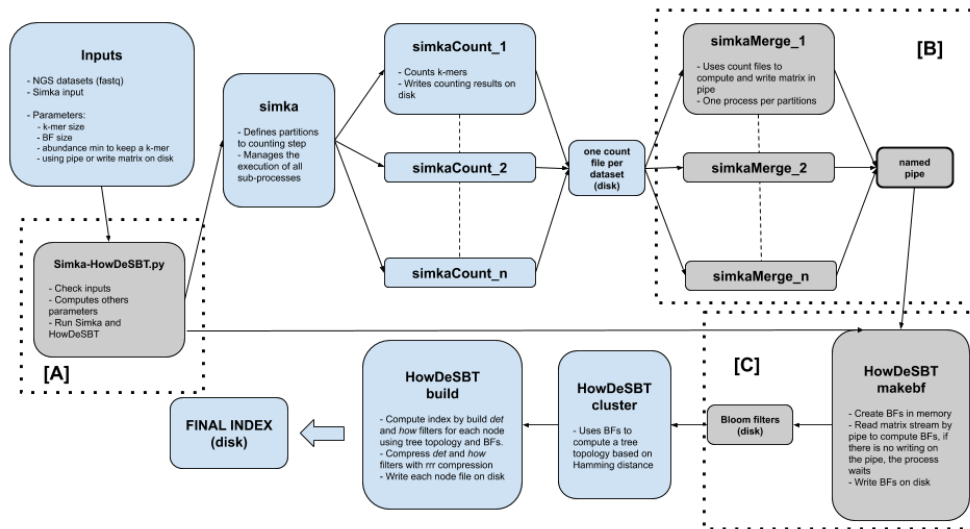 Inputs
- NGS datasets (fastq)
- Simka input
- Parameters:
- k-mer size
- BF size
- abundance min to keep a k-mer
- using pipe or write matrix on disk
simka
- Defines partitions
to counting step
- Manages the
execution of all
sub-processes
simkaCount_1
- Counts k-mers
- Writes counting results on
disk
simkaCount_2
simkaCount_n
one count
file per
dataset
(disk)
[B]
simkaMerge_1
- Uses count files to
compute and write matrix in
pipe
- One process per partitions
simkaMerge_2
simkaMerge_n
named
pipe
Simka-HowDeSBT.py
- Check inputs
- Computes others
parameters
- Run Simka and
HowDeSBT
[A]
[C]
HowDeSBT
makebf
- Create BFs in memory
- Read matrix stream by
pipe to compute BFs, if
there is no writing on
the pipe, the process
waits
- Write BFs on disk
Bloom filters
(disk)
HowDeSBT
cluster
- Uses BFs to
compute a tree
topology based on
Hamming distance
HowDeSBT
build
- Compute index by build det
and how filters for each node
using tree topology and BFs.
- Compress det and how
filters with rrr compression
- Write each node file on disk
FINAL INDEX
(disk)